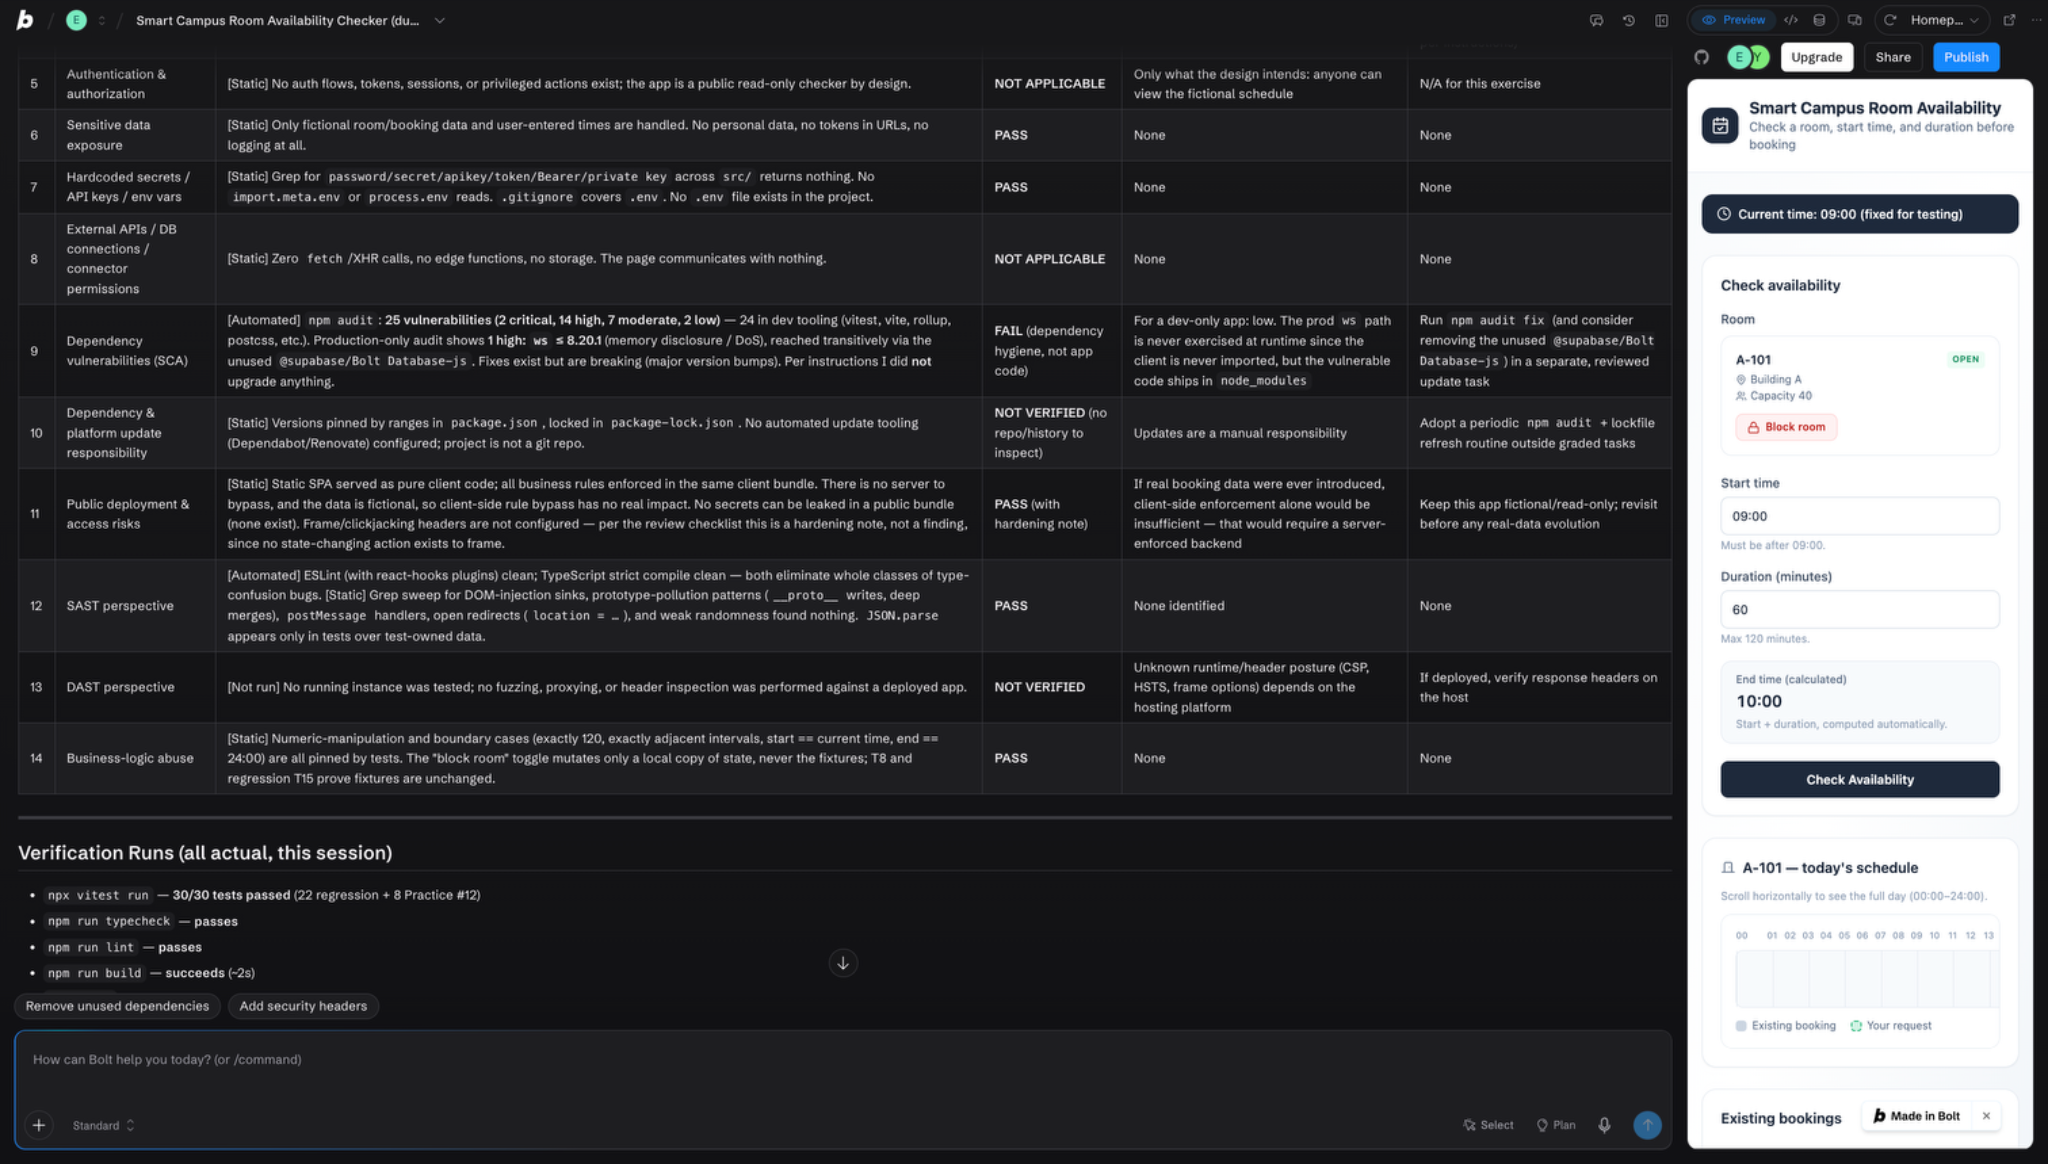 b / E / Smart Campus Room Availability Checker (du...
Preview
Homep...
E Y
Upgrade
Share
Publish
5
Authentication &
authorization
[Static] No auth flows, tokens, sessions, or privileged actions exist; the app is a public read-only checker by design.
NOT APPLICABLE
Only what the design intends: anyone can
view the fictional schedule
N/A for this exercise
6
Sensitive data
exposure
[Static] Only fictional room/booking data and user-entered times are handled. No personal data, no tokens in URLs, no
logging at all.
PASS
None
None
7
Hardcoded secrets /
API keys / env vars
[Static] Grep for password/secret/apikey/token/Bearer/private key across src/ returns nothing. No
import.meta.env or process.env reads. .gitignore covers .env. No .env file exists in the project.
PASS
None
None
8
External APIs / DB
connections /
connector
permissions
[Static] Zero fetch /XHR calls, no edge functions, no storage. The page communicates with nothing.
NOT APPLICABLE
None
None
9
Dependency
vulnerabilities (SCA)
[Automated] npm audit : 25 vulnerabilities (2 critical, 14 high, 7 moderate, 2 low) — 24 in dev tooling (vitest, vite, rollup,
postcss, etc.). Production-only audit shows 1 high: ws ≤ 8.20.1 (memory disclosure / DoS), reached transitively via the
unused @supabase/Bolt Database-js. Fixes exist but are breaking (major version bumps). Per instructions I did not
upgrade anything.
FAIL (dependency
hygiene, not app
code)
For a dev-only app: low. The prod ws path
is never exercised at runtime since the
client is never imported, but the vulnerable
code ships in node_modules
Run npm audit fix (and consider
removing the unused @supabase/Bolt
Database-js ) in a separate, reviewed
update task
10
Dependency &
platform update
responsibility
[Static] Versions pinned by ranges in package.json , locked in package-lock.json . No automated update tooling
(Dependabot/Renovate) configured; project is not a git repo.
NOT VERIFIED (no
repo/history to
inspect)
Updates are a manual responsibility
Adopt a periodic npm audit + lockfile
refresh routine outside graded tasks
11
Public deployment &
access risks
[Static] Static SPA served as pure client code; all business rules enforced in the same client bundle. There is no server to
bypass, and the data is fictional, so client-side rule bypass has no real impact. No secrets can be leaked in a public bundle
(none exist). Frame/clickjacking headers are not configured — per the review checklist this is a hardening note, not a finding,
since no state-changing action exists to frame.
PASS (with
hardening note)
If real booking data were ever introduced,
client-side enforcement alone would be
insufficient — that would require a server-
enforced backend
Keep this app fictional/read-only; revisit
before any real-data evolution
12
SAST perspective
[Automated] ESLint (with react-hooks plugins) clean; TypeScript strict compile clean — both eliminate whole classes of type-
confusion bugs. [Static] Grep sweep for DOM-injection sinks, prototype-pollution patterns ( __proto__ writes, deep
merges), postMessage handlers, open redirects ( location = … ), and weak randomness found nothing. JSON.parse
appears only in tests over test-owned data.
PASS
None identified
None
13
DAST perspective
[Not run] No running instance was tested; no fuzzing, proxying, or header inspection was performed against a deployed app.
NOT VERIFIED
Unknown runtime/header posture (CSP,
HSTS, frame options) depends on the
hosting platform
If deployed, verify response headers on
the host
14
Business-logic abuse
[Static] Numeric-manipulation and boundary cases (exactly 120, exactly adjacent intervals, start == current time, end ==
24:00) are all pinned by tests. The "block room" toggle mutates only a local copy of state, never the fixtures; T8 and
regression T15 prove fixtures are unchanged.
PASS
None
None
Verification Runs (all actual, this session)
• npx vitest run — 30/30 tests passed (22 regression + 8 Practice #12)
• npm run typecheck — passes
• npm run lint — passes
• npm run build — succeeds (~2s)
Remove unused dependencies
Add security headers
How can Bolt help you today? (or /command)
Standard
Select
Plan
Smart Campus Room Availability
Check a room, start time, and duration before
booking
Current time: 09:00 (fixed for testing)
Check availability
Room
A-101
OPEN
Building A
Capacity 40
Block room
Start time
09:00
Must be after 09:00.
Duration (minutes)
60
Max 120 minutes.
End time (calculated)
10:00
Start + duration, computed automatically.
Check Availability
A-101 — today's schedule
Scroll horizontally to see the full day (00:00–24:00).
00 01 02 03 04 05 06 07 08 09 10 11 12 13
Existing booking
Your request
Existing bookings
b Made in Bolt